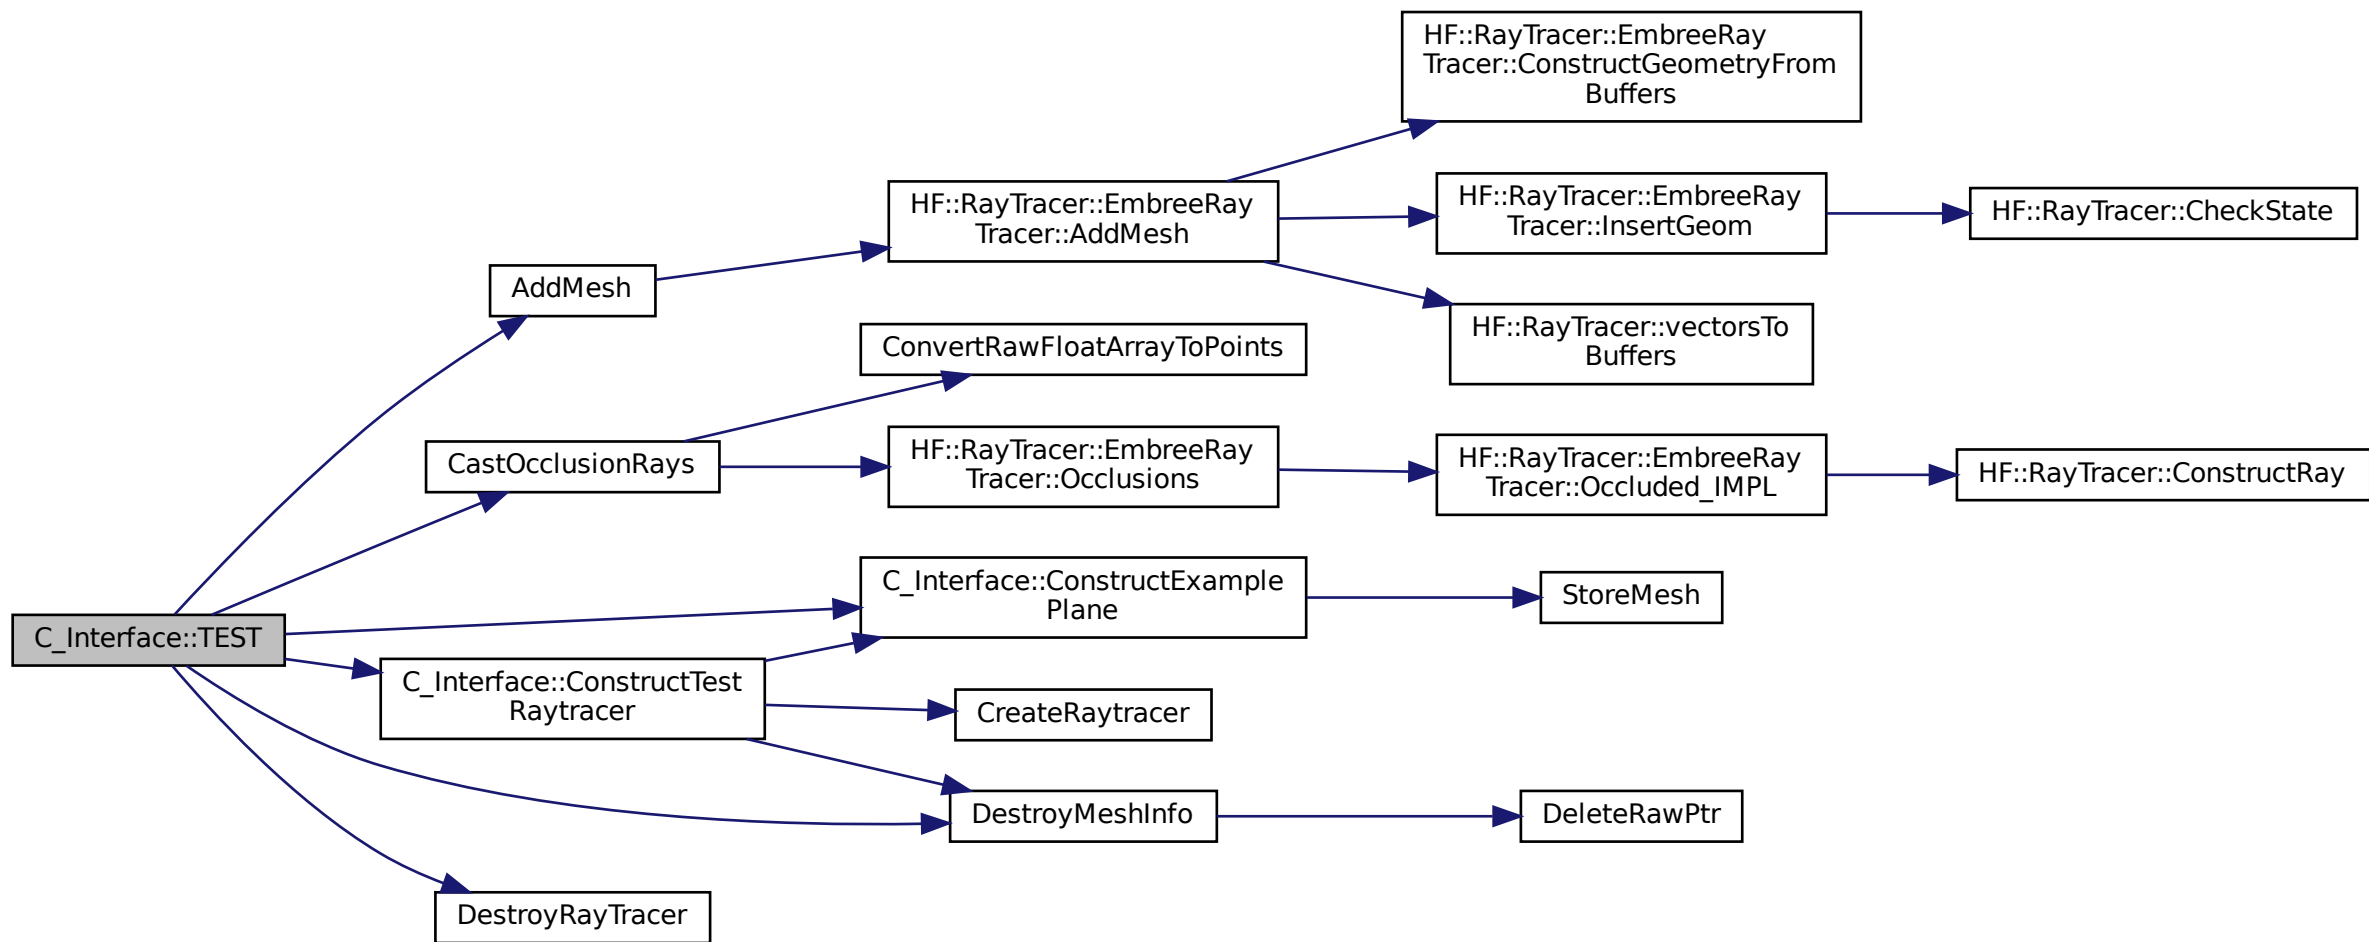 HF::RayTracer::EmbreeRay
Tracer::ConstructGeometryFrom
Buffers
HF::RayTracer::EmbreeRay
Tracer::AddMesh
HF::RayTracer::EmbreeRay
Tracer::InsertGeom
HF::RayTracer::CheckState
AddMesh
HF::RayTracer::vectorsTo
Buffers
ConvertRawFloatArrayToPoints
CastOcclusionRays
HF::RayTracer::EmbreeRay
Tracer::Occlusions
HF::RayTracer::EmbreeRay
Tracer::Occluded_IMPL
HF::RayTracer::ConstructRay
C_Interface::ConstructExample
Plane
StoreMesh
C_Interface::TEST
C_Interface::ConstructTest
Raytracer
CreateRaytracer
DestroyMeshInfo
DeleteRawPtr
DestroyRayTracer